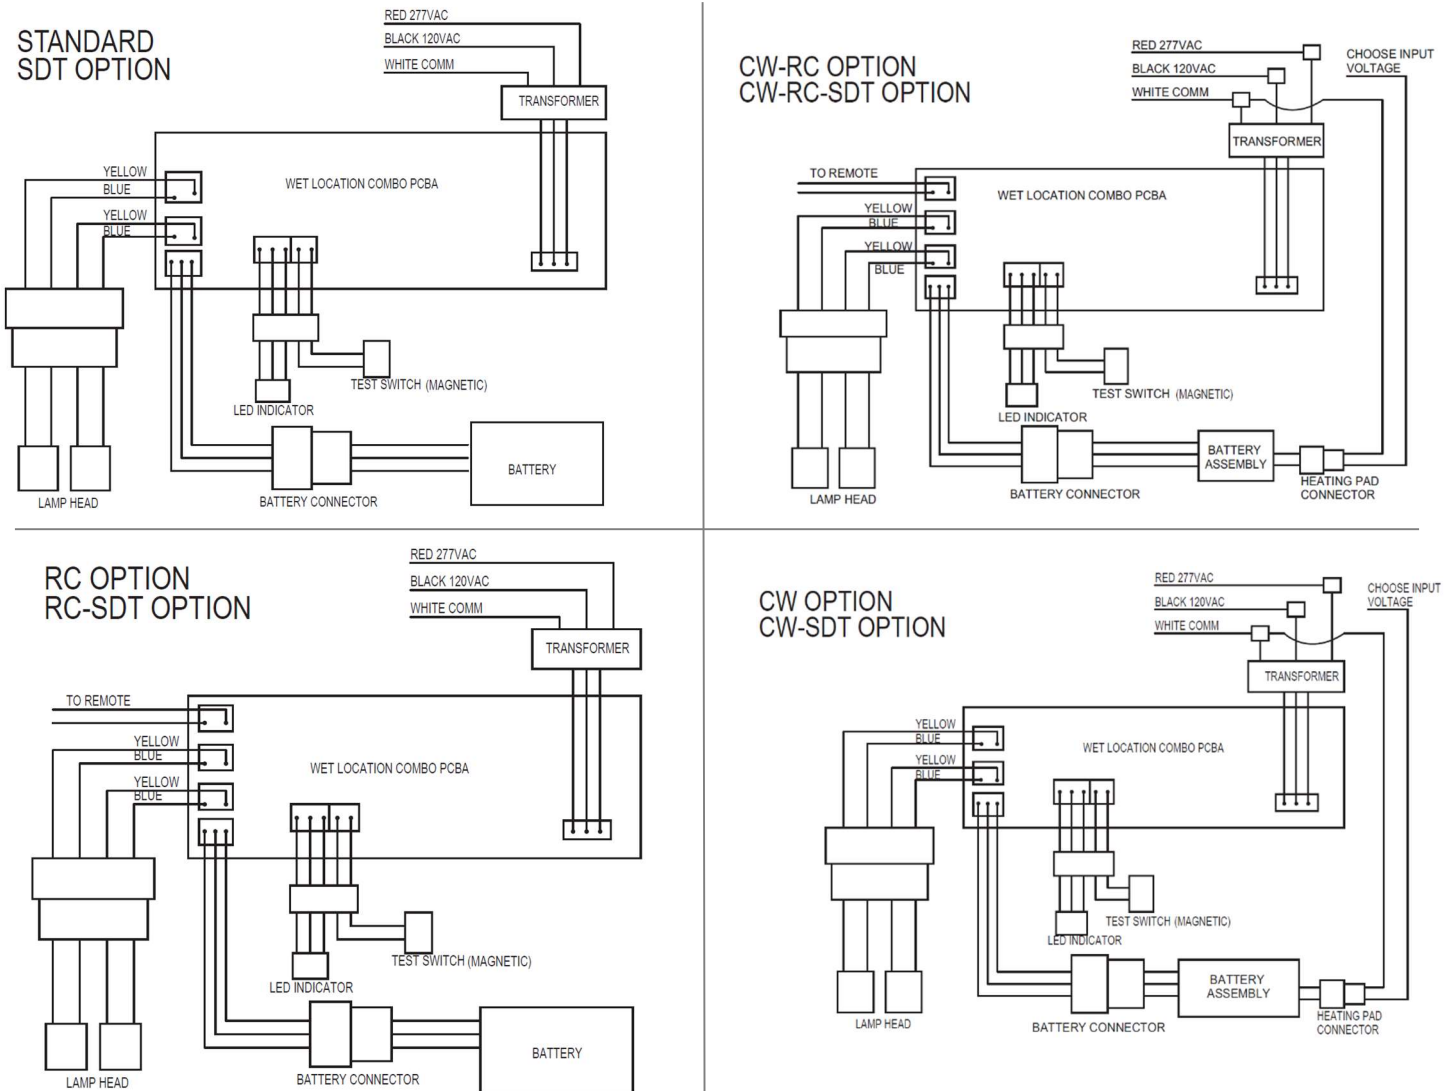 STANDARD
SDT OPTION
RED 277VAC
BLACK 120VAC
WHITE COMM
TRANSFORMER
YELLOW
BLUE
YELLOW
BLUE
WET LOCATION COMBO PCBA
TEST SWITCH (MAGNETIC)
LED INDICATOR
BATTERY
BATTERY CONNECTOR
LAMP HEAD
CW-RC OPTION
CW-RC-SDT OPTION
RED 277VAC
BLACK 120VAC
WHITE COMM
CHOOSE INPUT
VOLTAGE
TRANSFORMER
TO REMOTE
WET LOCATION COMBO PCBA
YELLOW
BLUE
YELLOW
BLUE
TEST SWITCH (MAGNETIC)
LED INDICATOR
BATTERY
ASSEMBLY
HEATING PAD
CONNECTOR
BATTERY CONNECTOR
LAMP HEAD
RC OPTION
RC-SDT OPTION
RED 277VAC
BLACK 120VAC
WHITE COMM
TRANSFORMER
TO REMOTE
YELLOW
BLUE
YELLOW
BLUE
WET LOCATION COMBO PCBA
TEST SWITCH (MAGNETIC)
LED INDICATOR
BATTERY
BATTERY CONNECTOR
LAMP HEAD
CW OPTION
CW-SDT OPTION
RED 277VAC
BLACK 120VAC
WHITE COMM
CHOOSE INPUT
VOLTAGE
TRANSFORMER
YELLOW
BLUE
YELLOW
BLUE
WET LOCATION COMBO PCBA
TEST SWITCH (MAGNETIC)
LED INDICATOR
BATTERY
ASSEMBLY
HEATING PAD
CONNECTOR
BATTERY CONNECTOR
LAMP HEAD